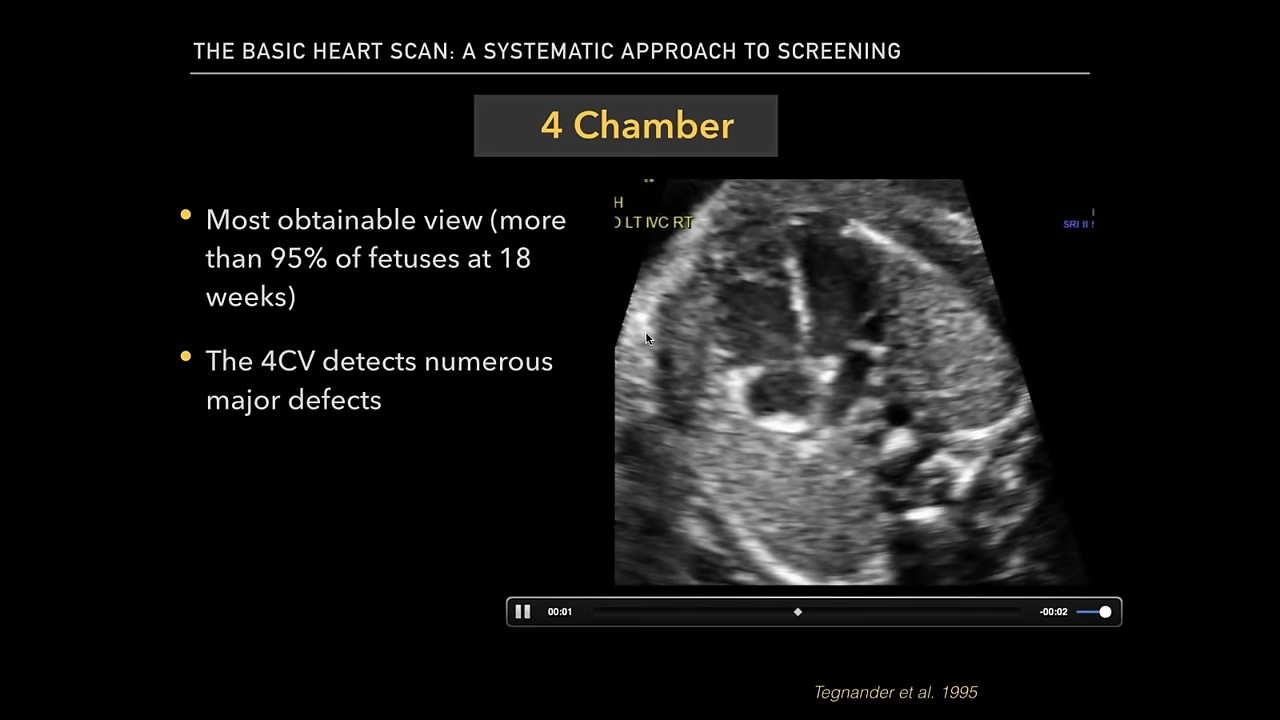 THE BASIC HEART SCAN: A SYSTEMATIC APPROACH TO SCREENING
4 Chamber
Most obtainable view (more
than 95% of fetuses at 18
weeks)
The 4CV detects numerous
major defects
H
LT IVC RT
SRI II
00:01
-00:02
Tegnander et al. 1995